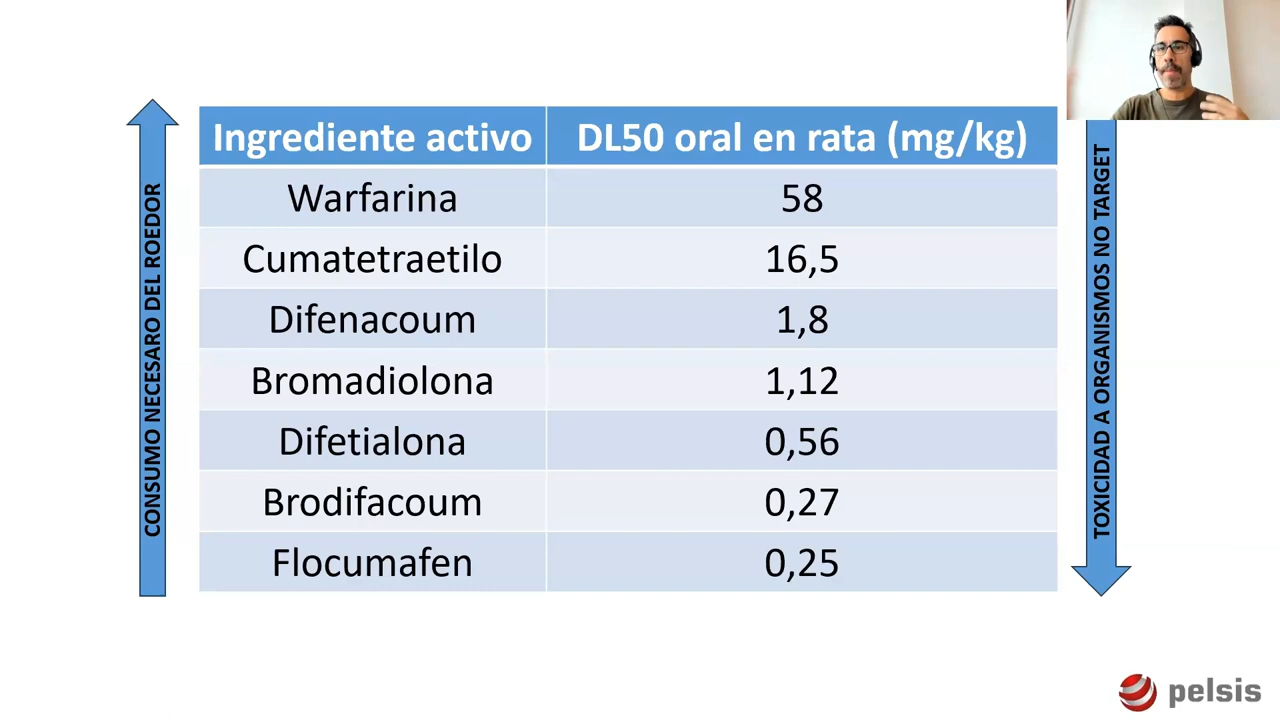 CONSUMO NECESARO DEL ROEDOR
Ingrediente activo DL50 oral en rata (mg/kg)
Warfarina 58
Cumatetraetilo 16,5
Difenacoum 1,8
Bromadiolona 1,12
Difetialona 0,56
Brodifacoum 0,27
Flocumafen 0,25
TOXICIDAD A ORGANISMOS NO TARGET
pelsis